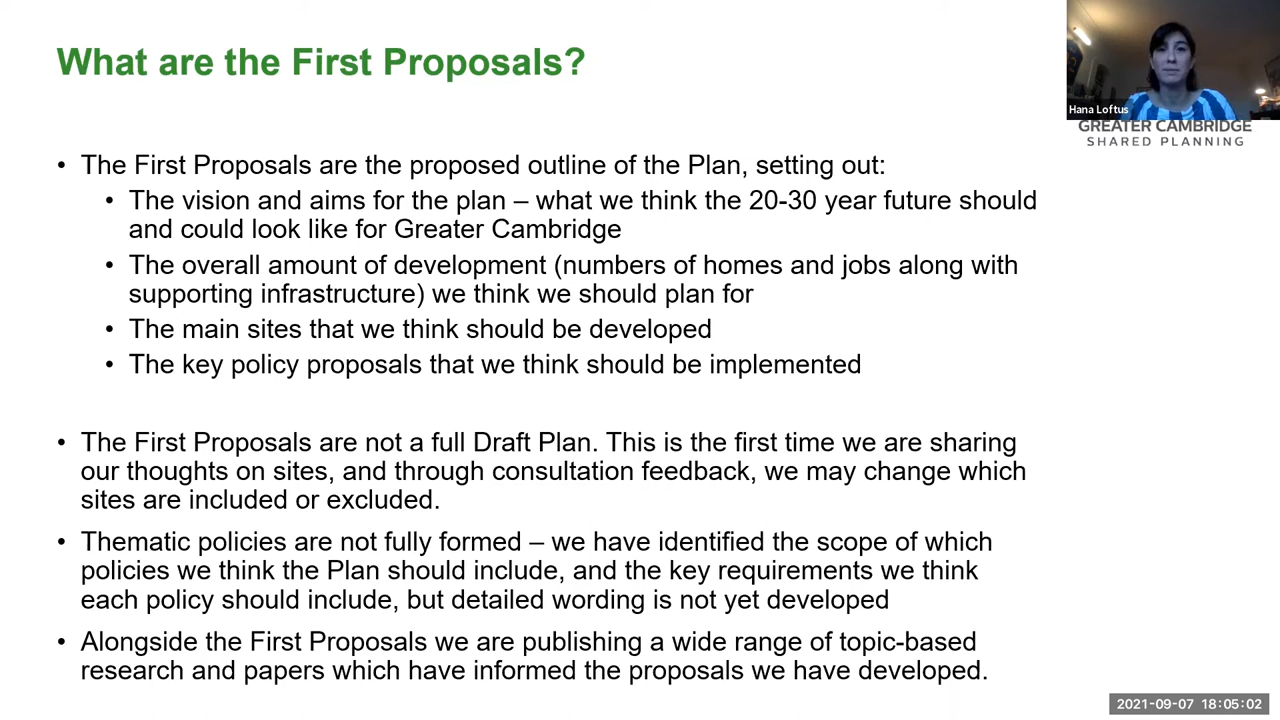 What are the First Proposals?
Hana Loftus
GREATER CAMBRIDGE
SHARED PLANNING
• The First Proposals are the proposed outline of the Plan, setting out:
• The vision and aims for the plan – what we think the 20-30 year future should
and could look like for Greater Cambridge
• The overall amount of development (numbers of homes and jobs along with
supporting infrastructure) we think we should plan for
• The main sites that we think should be developed
• The key policy proposals that we think should be implemented
• The First Proposals are not a full Draft Plan. This is the first time we are sharing
our thoughts on sites, and through consultation feedback, we may change which
sites are included or excluded.
• Thematic policies are not fully formed – we have identified the scope of which
policies we think the Plan should include, and the key requirements we think
each policy should include, but detailed wording is not yet developed
• Alongside the First Proposals we are publishing a wide range of topic-based
research and papers which have informed the proposals we have developed.
2021-09-07 18:05:02